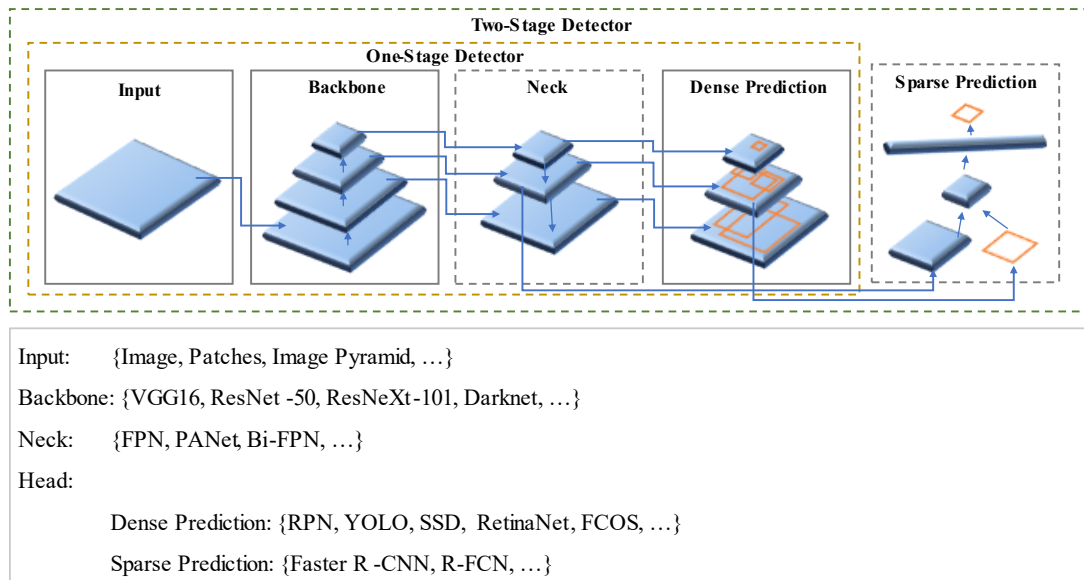 Two-Stage Detector
One-Stage Detector
Input
Backbone
Neck
Dense Prediction
Sparse Prediction
Input: {Image, Patches, Image Pyramid, …}
Backbone: {VGG16, ResNet -50, ResNeXt-101, Darknet, …}
Neck: {FPN, PANet, Bi-FPN, …}
Head:
Dense Prediction: {RPN, YOLO, SSD, RetinaNet, FCOS, …}
Sparse Prediction: {Faster R -CNN, R-FCN, …}